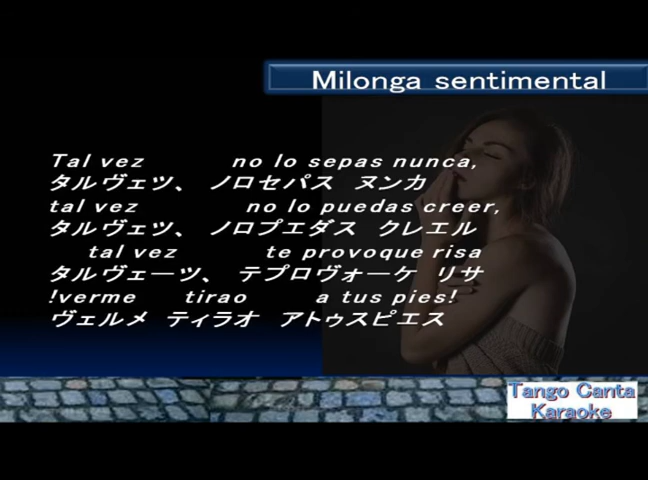 Milonga sentimental
Tal vez no lo sepas nunca,
タルヴェツ、 ノロセパス ヌンカ
tal vez no lo puedas creer,
タルヴェツ、 ノロプエダス クレエル
tal vez te provoque risa
タルヴェーツ、 テプロヴォーケ リサ
!verme tirao a tus pies!
ヴェルメ ティラオ アトゥスピエス
Tango Canta
Karaoke